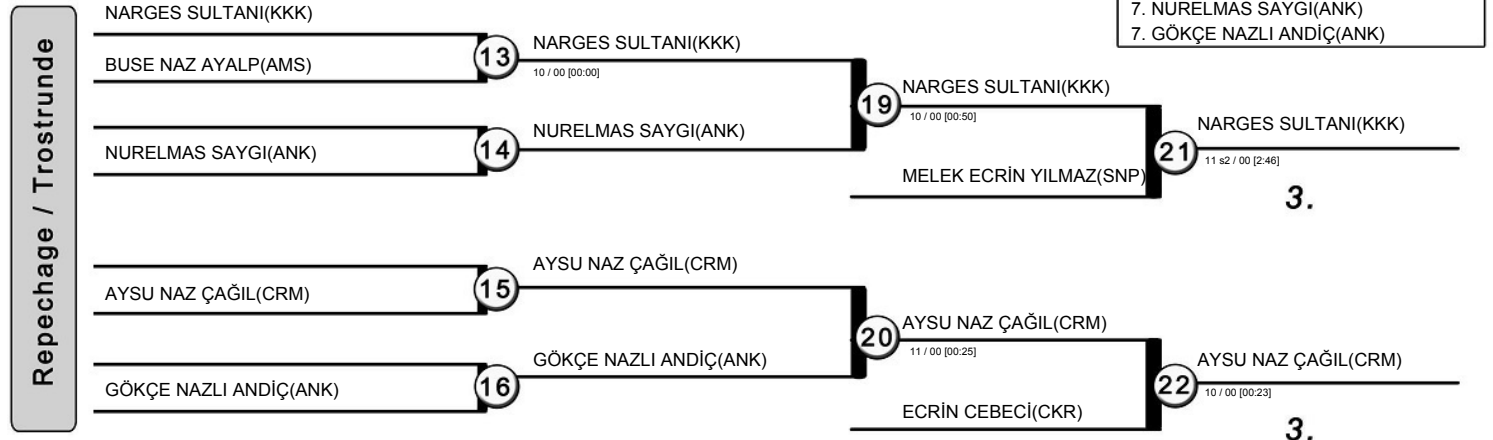 7. NURELMAS SAYGI(ANK)
7. GÖKÇE NAZLI ANDİÇ(ANK)
Repechage / Trostrunde
NARGES SULTANI(KKK)
BUSE NAZ AYALP(AMS)
13
NARGES SULTANI(KKK)
10 / 00 [00:00]
NURELMAS SAYGI(ANK)
14
NURELMAS SAYGI(ANK)
19
NARGES SULTANI(KKK)
10 / 00 [00:50]
MELEK ECRİN YILMAZ(SNP)
21
NARGES SULTANI(KKK)
11 s2 / 00 [2:46]
3.
AYSU NAZ ÇAĞIL(CRM)
15
AYSU NAZ ÇAĞIL(CRM)
GÖKÇE NAZLI ANDİÇ(ANK)
16
GÖKÇE NAZLI ANDİÇ(ANK)
20
AYSU NAZ ÇAĞIL(CRM)
11 / 00 [00:25]
ECRİN CEBECİ(CKR)
22
AYSU NAZ ÇAĞIL(CRM)
10 / 00 [00:23]
3.